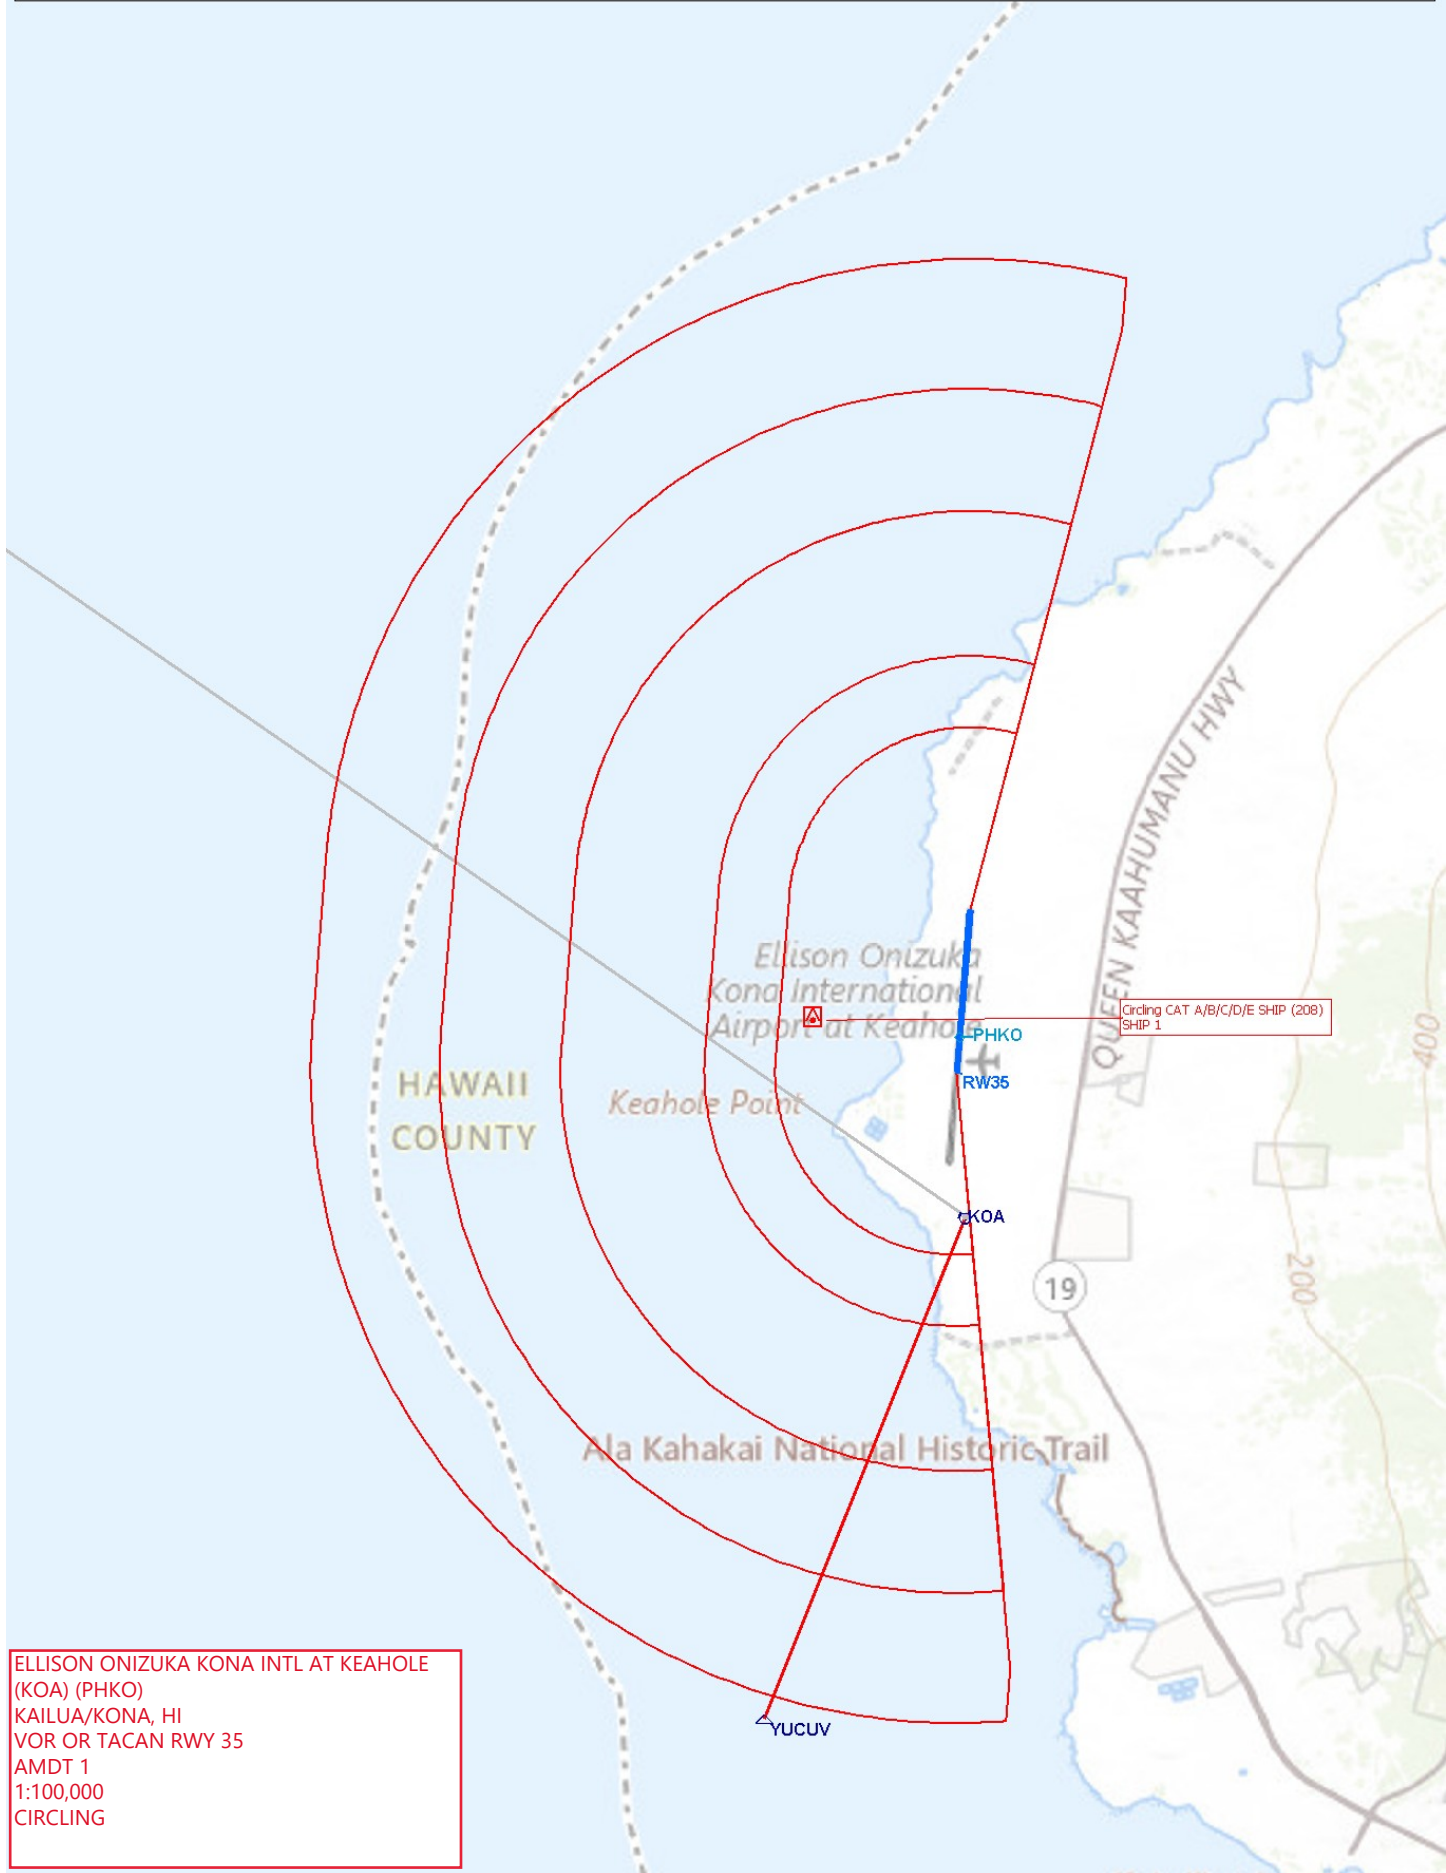 QUEEN KAAHUMANU HWY
Ellison Onizuka
Kona International
Airport at Keahole
Circling CAT A/B/C/D/E SHIP (208)
SHIP 1
PHKO
400
RW35
HAWAII
COUNTY
Keahole Point
KOA
200
19
Ala Kahakai National Historic Trail
YUCUV
ELLISON ONIZUKA KONA INTL AT KEAHOLE
(KOA) (PHKO)
KAILUA/KONA, HI
VOR OR TACAN RWY 35
AMDT 1
1:100,000
CIRCLING